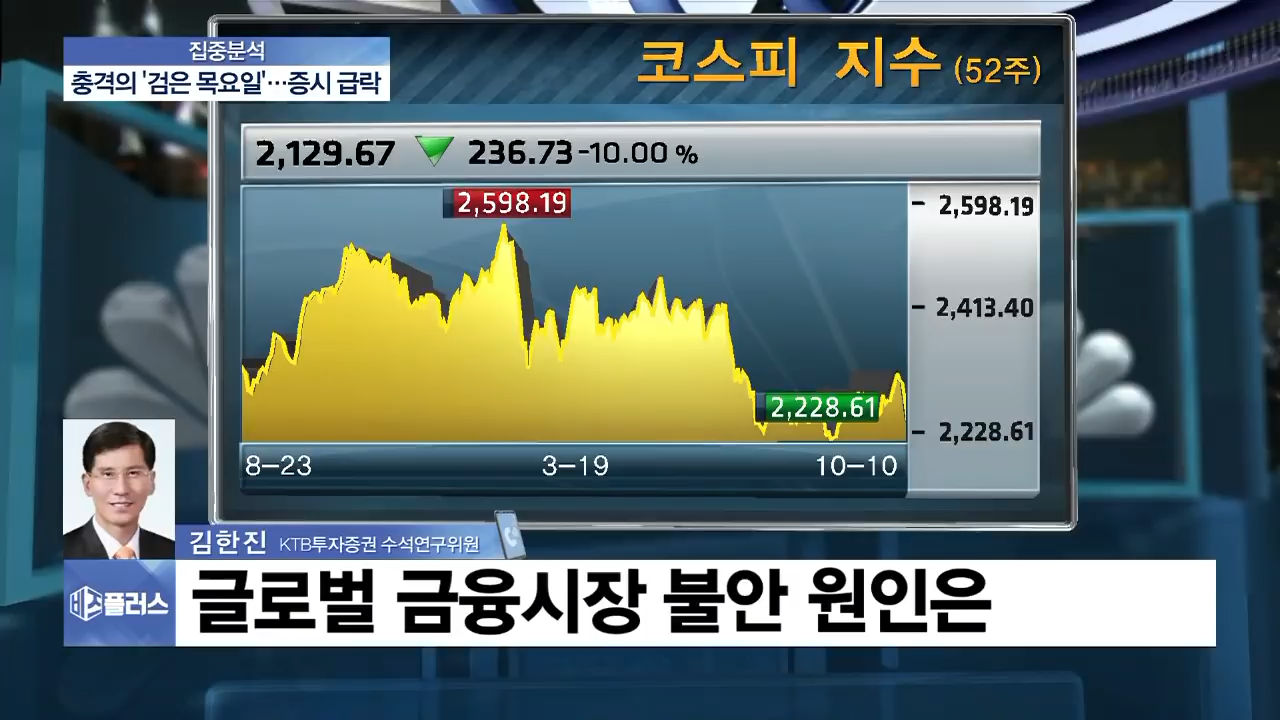 집중분석
충격의 '검은 목요일'…증시 급락
코스피 지수 (52주)
2,129.67 ▼ 236.73 -10.00 %
2,598.19
2,598.19
2,413.40
2,228.61
2,228.61
8-23 3-19 10-10
김한진 KTB투자증권 수석연구위원
플러스
글로벌 금융시장 불안 원인은